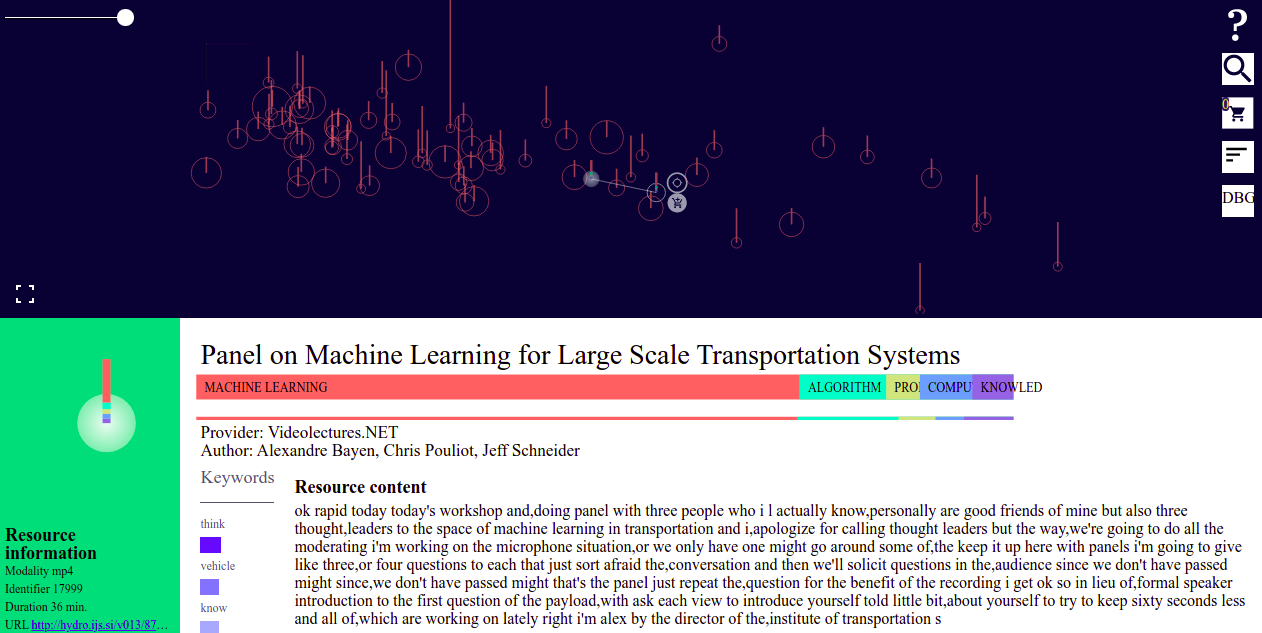 ?
0
DBG
Panel on Machine Learning for Large Scale Transportation Systems
MACHINE LEARNING
ALGORITHM
PRO
COMPU
KNOWLED
Provider: Videolectures.NET
Author: Alexandre Bayen, Chris Pouliot, Jeff Schneider
Keywords
think
vehicle
know
Resource content
ok rapid today today's workshop and,doing panel with three people who i l actually know,personally are good friends of mine but also three
thought,leaders to the space of machine learning in transportation and i,apologize for calling thought leaders but the way,we're going to do all the
moderating i'm working on the microphone situation,or we only have one might go around some of,the keep it up here with panels i'm going to give
like three,or four questions to each that just sort afraid the,conversation and then we'll solicit questions in the,audience since we don't have passed
might since,we don't have passed might that's the panel just repeat the,question for the benefit of the recording i get ok so in lieu of,formal speaker
introduction to the first question of the payload,with ask each view to introduce yourself told little bit,about yourself to try to keep sixty seconds less
and all of,which are working on lately right i'm alex by the director of the,institute of transportation s
Resource
information
Modality mp4
Identifier 17999
Duration 36 min.
URL http://hydro.ijs.si/v013/87…